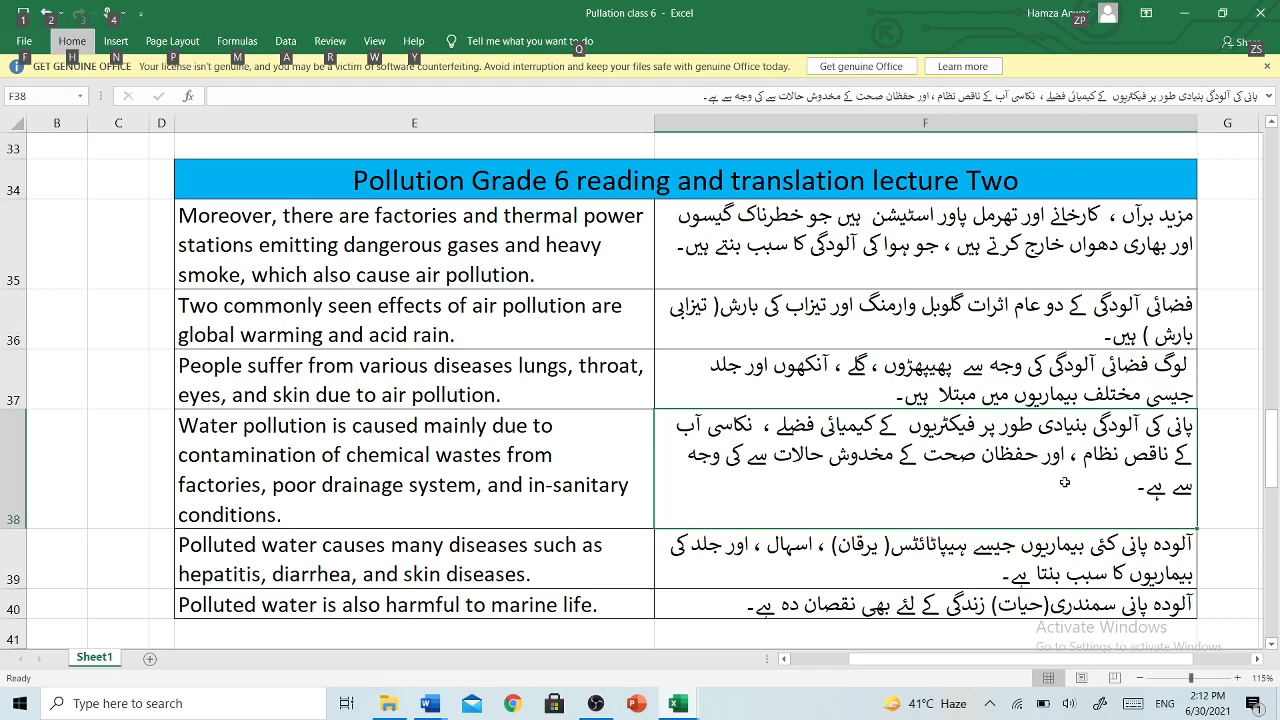 Pullation class 6 - Excel
Hamza Anwar
1 2 3 4
ZP
File Home Insert Page Layout Formulas Data Review View Help Tell me what you want to do
F H N P M A R W Y Q ZS
GET GENUINE OFFICE Your license isn't genuine, and you may be a victim of software counterfeiting. Avoid interruption and keep your files safe with genuine Office today. Get genuine Office Learn more
F38 fx پانی کی آلودگی بنیادی طور پر فیکٹریوں کے کیمیائی فضلے ، نکاسی آب کے ناقص نظام ، اور حفظان صحت کے مخدوش حالات سے کی وجہ سے ہے۔
B C D E F G
33
34 Pollution Grade 6 reading and translation lecture Two
Moreover, there are factories and thermal power
stations emitting dangerous gases and heavy
smoke, which also cause air pollution.
مزید برآں ، کارخانے اور تھرمل پاور اسٹیشن ہیں جو خطرناک گیسوں
اور بھاری دھواں خارج کرتے ہیں ، جو ہوا کی آلودگی کا سبب بنتے ہیں۔
35
Two commonly seen effects of air pollution are
global warming and acid rain.
فضائی آلودگی کے دو عام اثرات گلوبل وارمنگ اور تیزاب کی بارش( تیزابی
بارش ) ہیں۔
36
People suffer from various diseases lungs, throat,
eyes, and skin due to air pollution.
لوگ فضائی آلودگی کی وجہ سے پھیپھڑوں ، گلے ، آنکھوں اور جلد
جیسی مختلف بیماریوں میں مبتلا ہیں۔
37
Water pollution is caused mainly due to
contamination of chemical wastes from
factories, poor drainage system, and in-sanitary
conditions.
پانی کی آلودگی بنیادی طور پر فیکٹریوں کے کیمیائی فضلے ، نکاسی آب
کے ناقص نظام ، اور حفظان صحت کے مخدوش حالات سے کی وجہ
سے ہے۔
38
Polluted water causes many diseases such as
hepatitis, diarrhea, and skin diseases.
آلودہ پانی کئی بیماریوں جیسے ہیپاٹائٹس( یرقان) ، اسہال ، اور جلد کی
بیماریوں کا سبب بنتا ہے۔
39
Polluted water is also harmful to marine life.
آلودہ پانی سمندری(حیات) زندگی کے لئے بھی نقصان دہ ہے۔
40
41
Activate Windows
Go to Settings to activate Windows.
Sheet1
Ready 115%
Type here to search
41°C Haze ENG 2:12 PM
6/30/2021